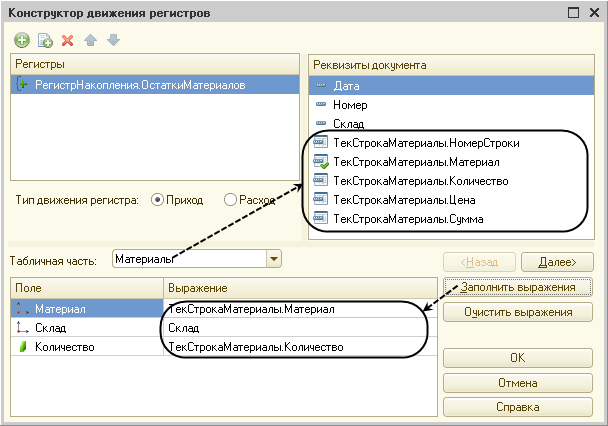 Конструктор движения регистров
Регистры
РегистрНакопления.ОстаткиМатериалов
Реквизиты документа
Дата
Номер
Склад
ТекСтрокаМатериалы.НомерСтроки
ТекСтрокаМатериалы.Материал
ТекСтрокаМатериалы.Количество
ТекСтрокаМатериалы.Цена
ТекСтрокаМатериалы.Сумма
Тип движения регистра: Приход Расход
Табличная часть: Материалы
<Назад Далее>
Поле Выражение
Материал ТекСтрокаМатериалы.Материал
Склад Склад
Количество ТекСтрокаМатериалы.Количество
Заполнить выражения
Очистить выражения
OK
Отмена
Справка